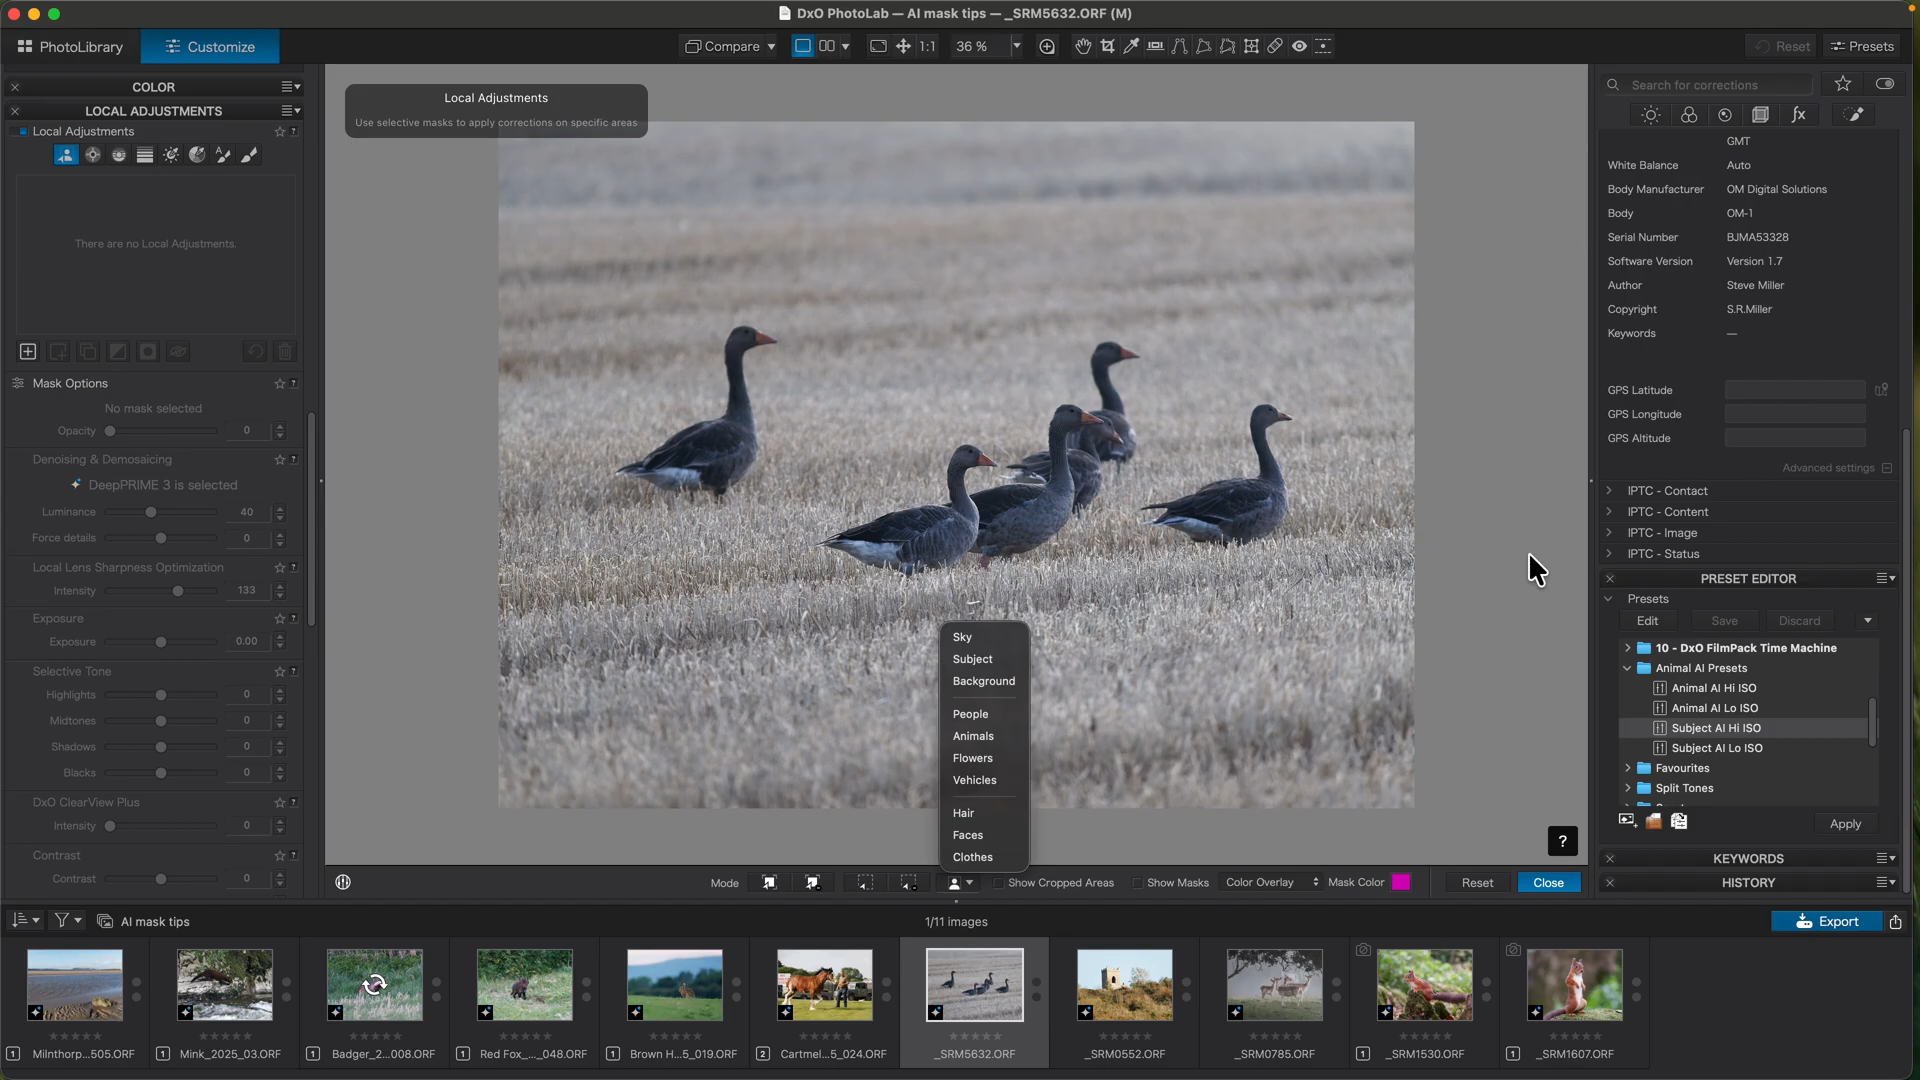 DxO PhotoLab — AI mask tips — _SRM5632.ORF (M)
PhotoLibrary
Customize
Compare
1:1
36 %
Reset
Presets
COLOR
LOCAL ADJUSTMENTS
Local Adjustments
There are no Local Adjustments.
Mask Options
No mask selected
Opacity 0
Denoising & Demosaicing
DeepPRIME 3 is selected
Luminance 40
Force details 0
Local Lens Sharpness Optimization
Intensity 133
Exposure
Exposure 0.00
Selective Tone
Highlights 0
Midtones 0
Shadows 0
Blacks 0
DxO ClearView Plus
Intensity 0
Contrast
Contrast 0
Local Adjustments
Use selective masks to apply corrections on specific areas
Sky
Subject
Background
People
Animals
Flowers
Vehicles
Hair
Faces
Clothes
?
Mode
Show Cropped Areas
Show Masks
Color Overlay
Mask Color
Reset
Close
Search for corrections
fx
GMT
White Balance Auto
Body Manufacturer OM Digital Solutions
Body OM-1
Serial Number BJMA53328
Software Version Version 1.7
Author Steve Miller
Copyright S.R.Miller
Keywords —
GPS Latitude
GPS Longitude
GPS Altitude
Advanced settings
IPTC - Contact
IPTC - Content
IPTC - Image
IPTC - Status
PRESET EDITOR
Presets
Edit Save Discard
10 - DxO FilmPack Time Machine
Animal AI Presets
Animal AI Hi ISO
Animal AI Lo ISO
Subject AI Hi ISO
Subject AI Lo ISO
Favourites
Split Tones
Apply
KEYWORDS
HISTORY
AI mask tips
1/11 images
Export
1 Milnthorp...505.ORF
1 Mink_2025_03.ORF
1 Badger_2...008.ORF
1 Red Fox_..._048.ORF
1 Brown H...5_019.ORF
2 Cartmel...5_024.ORF
_SRM5632.ORF
_SRM0552.ORF
_SRM0785.ORF
1 _SRM1530.ORF
1 _SRM1607.ORF